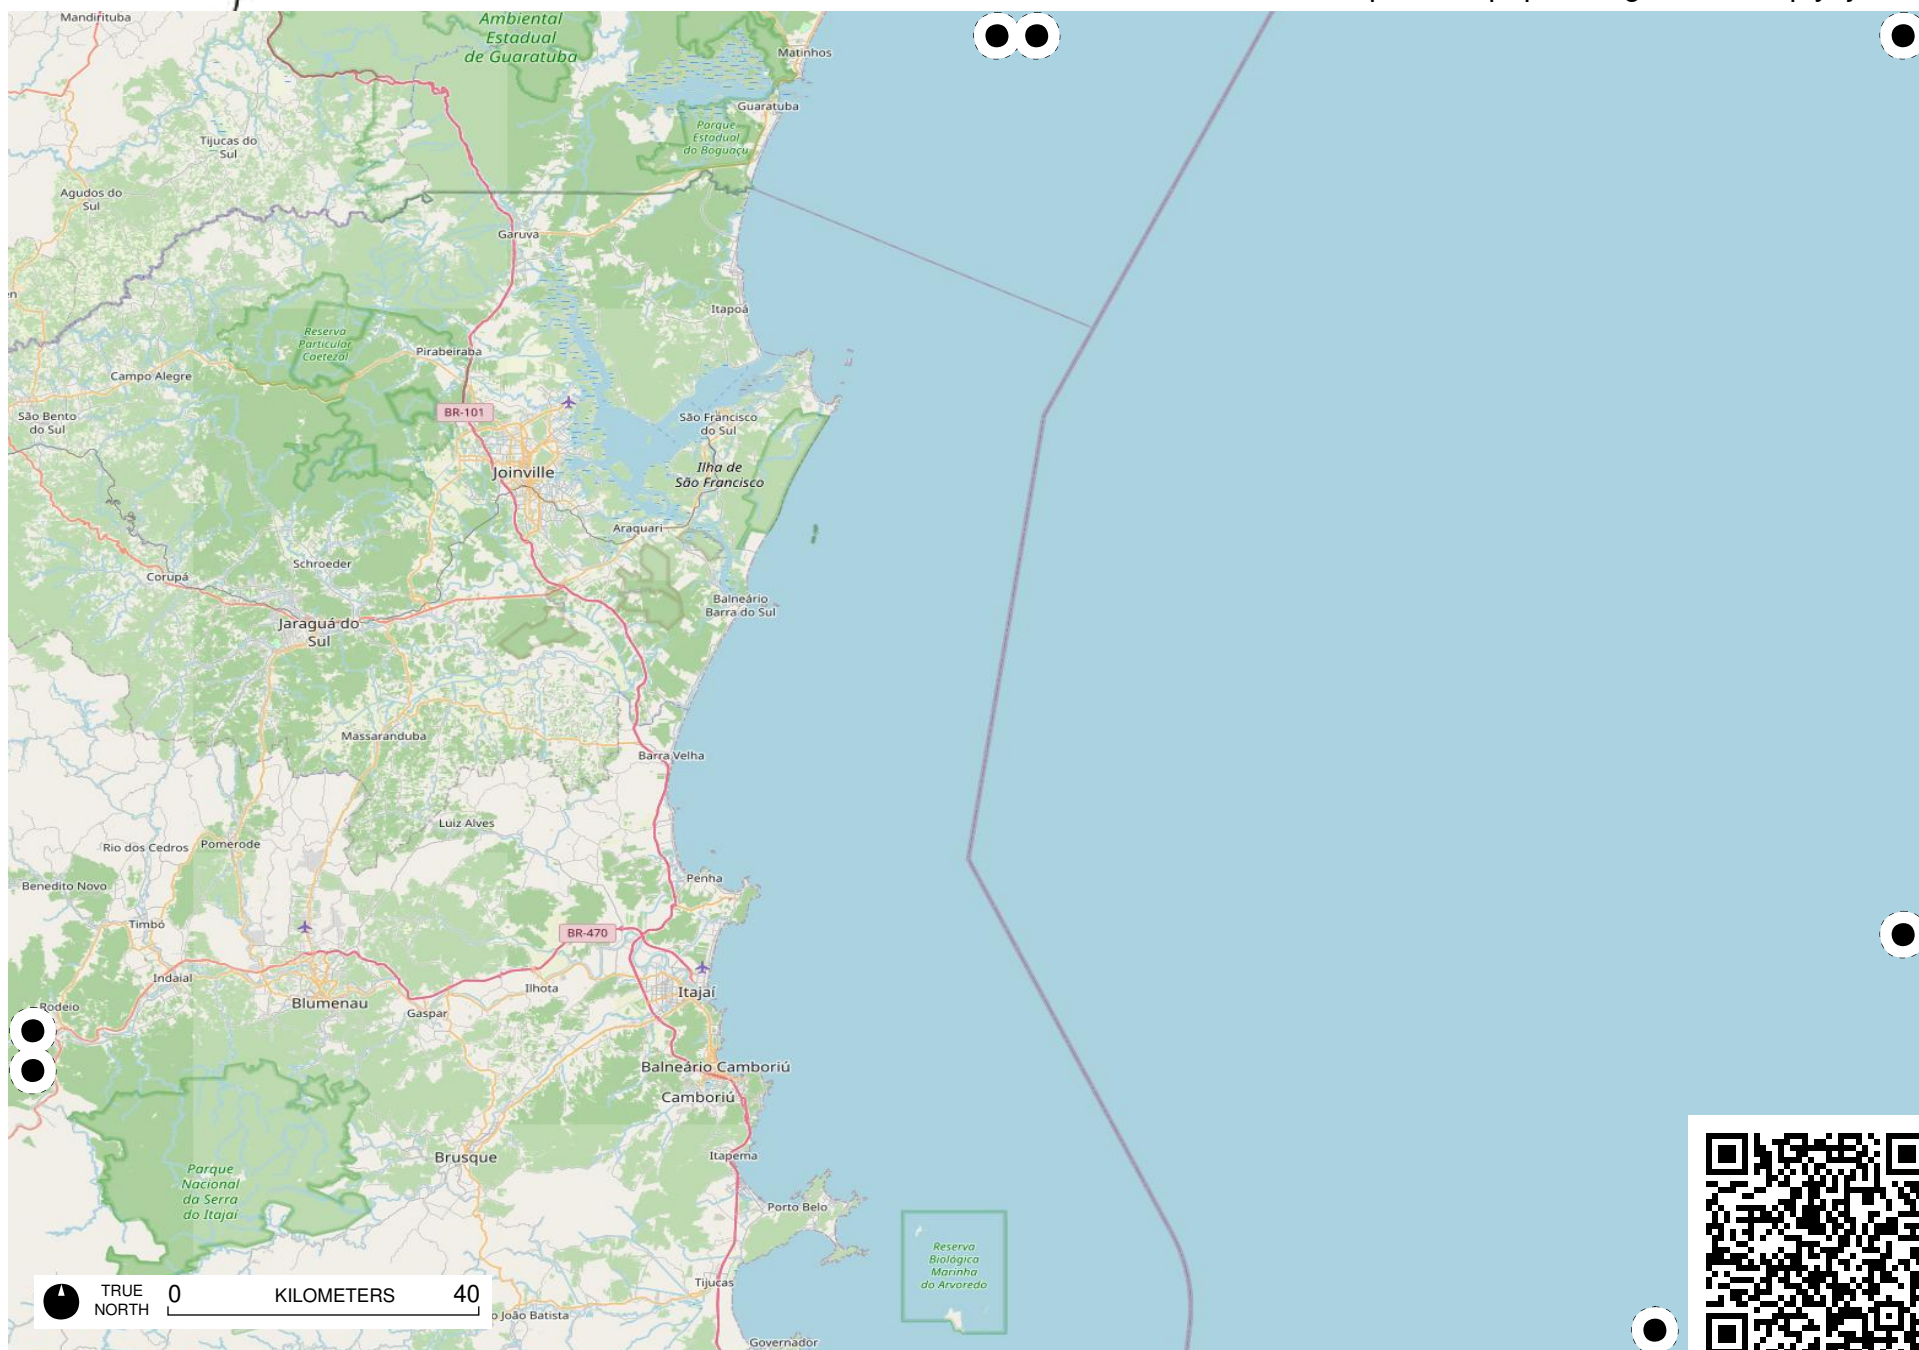 Mandirituba
Ambiental
Estadual
de Guaratuba
Matinhos
Guaratuba
Parque
Estadual
do Boguaçu
Tijucas do
Sul
Agudos do
Sul
Garuva
en
Itapoá
Reserva
Particular
Caetezal
Pirabeiraba
Campo Alegre
BR-101
São Bento
do Sul
São Francisco
do Sul
Joinville
Ilha de
São Francisco
Araquari
Schroeder
Corupá
Balneário
Barra do Sul
Jaraguá do
Sul
Massaranduba
Barra Velha
Luiz Alves
Rio dos Cedros
Pomerode
Penha
Benedito Novo
Timbó
BR-470
Indaial
Ilhota
Itajaí
Blumenau
Rodeio
Gaspar
Balneário Camboriú
Camboriú
Brusque
Itapema
Parque
Nacional
da Serra
do Itajaí
Porto Belo
Reserva
Biológica
Marinha
do Arvoredo
Tijucas
TRUE
NORTH
0 KILOMETERS 40
o João Batista
Governador